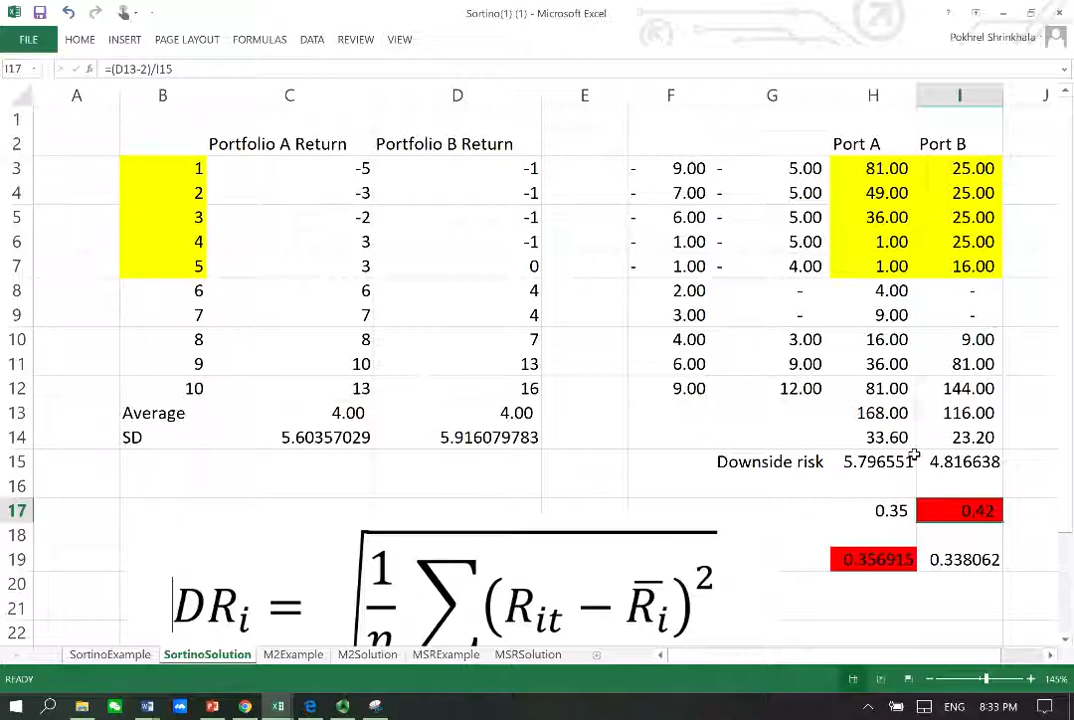 Sortino(1) (1) - Microsoft Excel
?
FILE HOME INSERT PAGE LAYOUT FORMULAS DATA REVIEW VIEW Pokhrel Shrinkhala
I17 fx =(D13-2)/I15
A B C D E F G H I J
1
2 Portfolio A Return Portfolio B Return Port A Port B
3 1 -5 -1 - 9.00 - 5.00 81.00 25.00
4 2 -3 -1 - 7.00 - 5.00 49.00 25.00
5 3 -2 -1 - 6.00 - 5.00 36.00 25.00
6 4 3 -1 - 1.00 - 5.00 1.00 25.00
7 5 3 0 - 1.00 - 4.00 1.00 16.00
8 6 6 4 2.00 - 4.00 -
9 7 7 4 3.00 - 9.00 -
10 8 8 7 4.00 3.00 16.00 9.00
11 9 10 13 6.00 9.00 36.00 81.00
12 10 13 16 9.00 12.00 81.00 144.00
13 Average 4.00 4.00 168.00 116.00
14 SD 5.60357029 5.916079783 33.60 23.20
15 Downside risk 5.796551 4.816638
16
17 0.35 0.42
18
19 0.356915 0.338062
20
21
22
DRᵢ = √ 1/n ∑ (Rᵢₜ − R̅ᵢ)²
SortinoExample SortinoSolution M2Example M2Solution MSRExample MSRSolution
READY 145%
ENG 8:33 PM